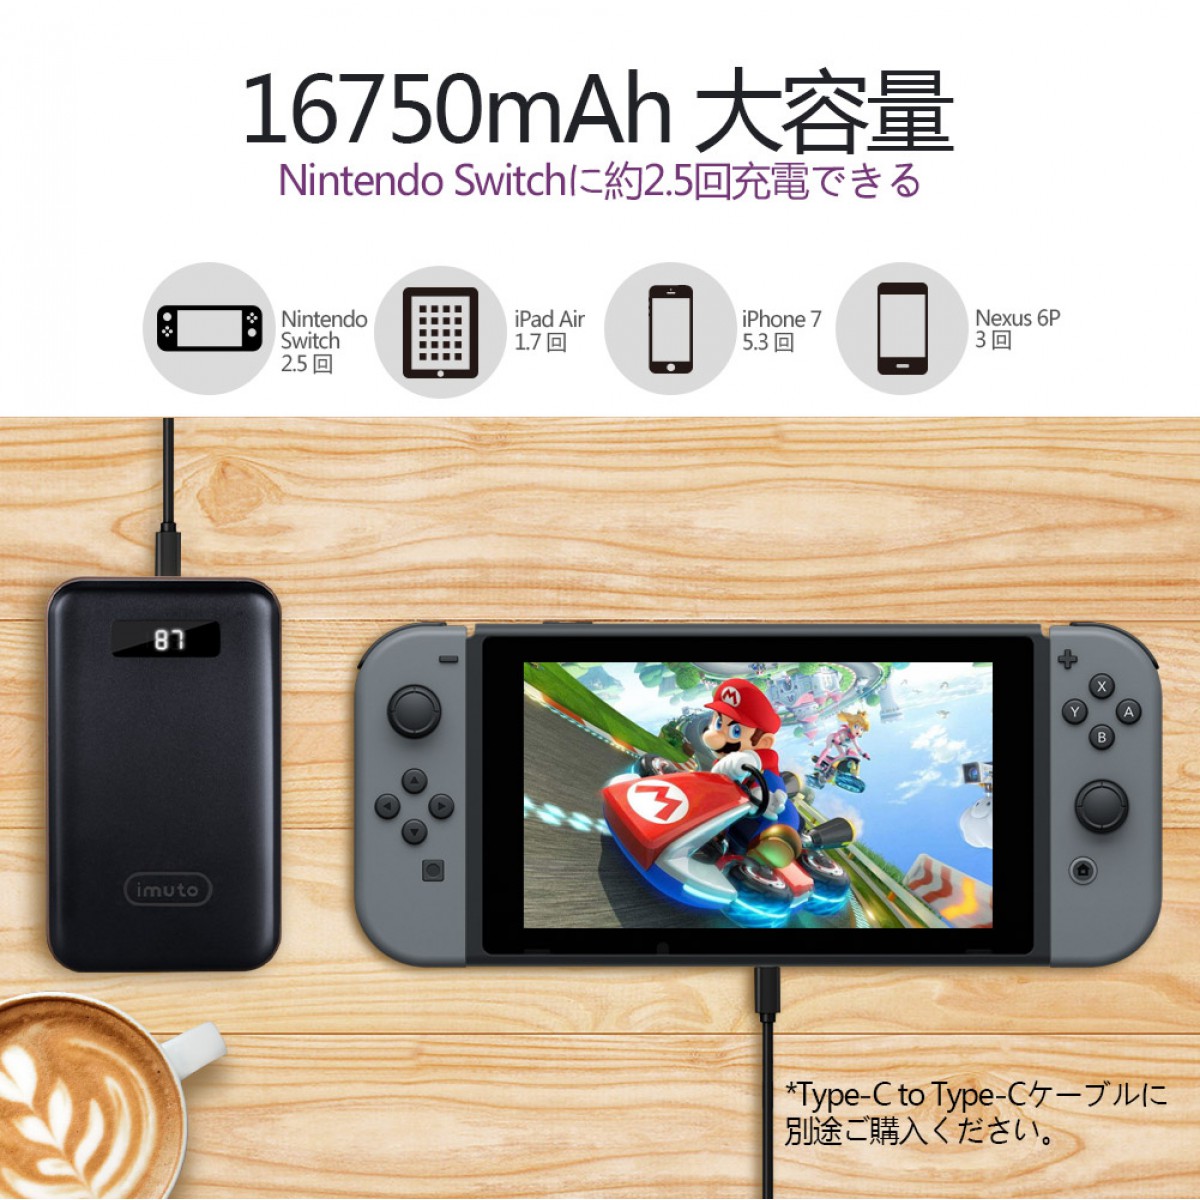 16750mAh 大容量
Nintendo Switchに約2.5回充電できる
Nintendo
Switch
2.5 回
iPad Air
1.7 回
iPhone 7
5.3 回
Nexus 6P
3 回
87
imuto
X
Y
A
B
*Type-C to Type-Cケーブルに
別途ご購入ください。